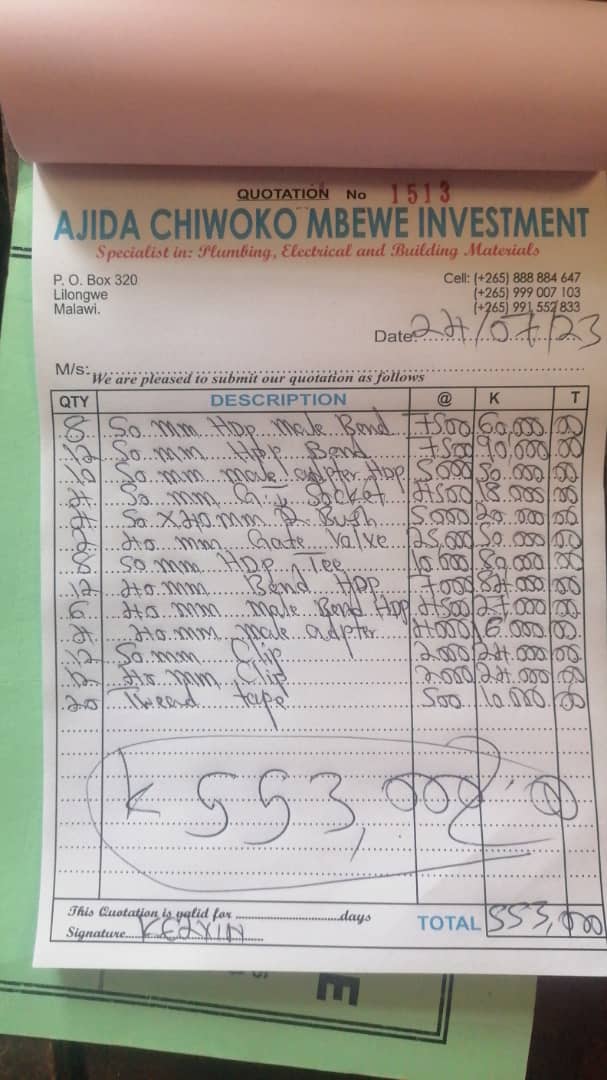 QUOTATION No 1513
AJIDA CHIWOKO MBEWE INVESTMENT
Specialist in: Plumbing, Electrical and Building Materials
P. O. Box 320
Lilongwe
Malawi.
Cell: (+265) 888 884 647
(+265) 999 007 103
(+265) 991 552 833
Date 24/07/23
M/s:
We are pleased to submit our quotation as follows
QTY DESCRIPTION @ K T
8 50 mm HDP male Bend 7500 60,000 00
12 50 mm HDP Bend 7500 90,000 00
10 50 mm male adpter HDP 5000 50,000 00
4 50 mm G.I Socket 4500 18,000 00
4 50 X 40 mm R Bush 5,000 20,000 00
2 40 mm Gate Valve 25,000 50,000 00
8 50 mm HDP Tee 10,000 80,000 00
12 40 mm Bend HDP 7000 84,000 00
6 40 mm male Bend HDP 4500 27,000 00
4 40 mm male adpter 4000 16,000 00
12 50 mm Clip 2,000 24,000 00
12 40 mm Clip 2,000 24,000 00
20 Thread tape 500 10,000 00
K 553,000.00
This Quotation is valid for days
Signature TOTAL 553,000